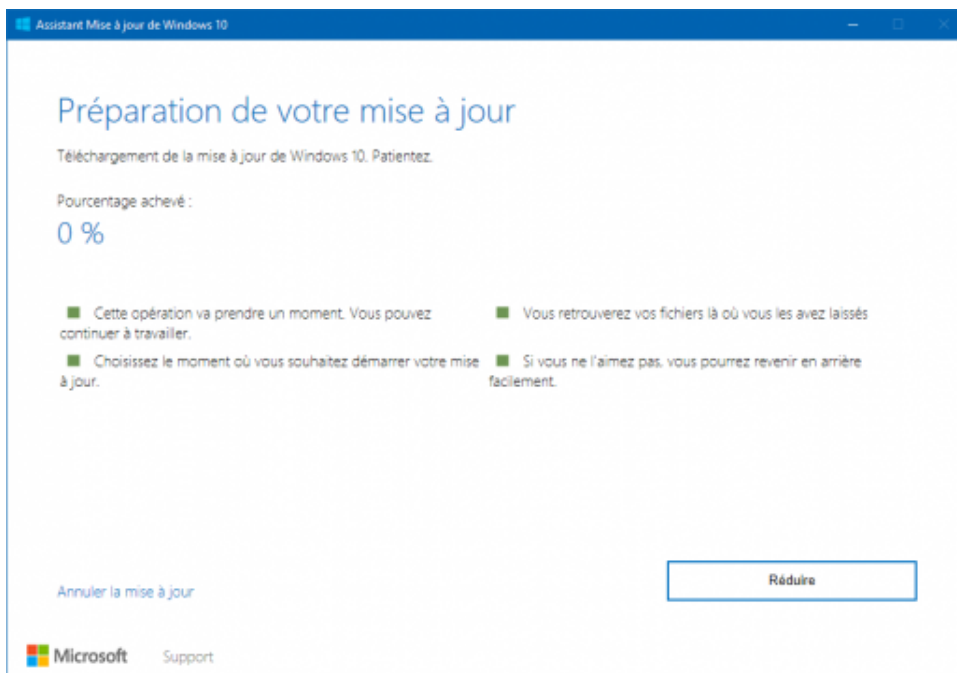 Assistant Mise à jour de Windows 10
Préparation de votre mise à jour
Téléchargement de la mise à jour de Windows 10. Patientez.
Pourcentage achevé :
0 %
Cette opération va prendre un moment. Vous pouvez
continuer à travailler.
Choisissez le moment où vous souhaitez démarrer votre mise
à jour.
Vous retrouverez vos fichiers là où vous les avez laissés
Si vous ne l'aimez pas, vous pourrez revenir en arrière
facilement.
Annuler la mise à jour
Réduire
Microsoft
Support